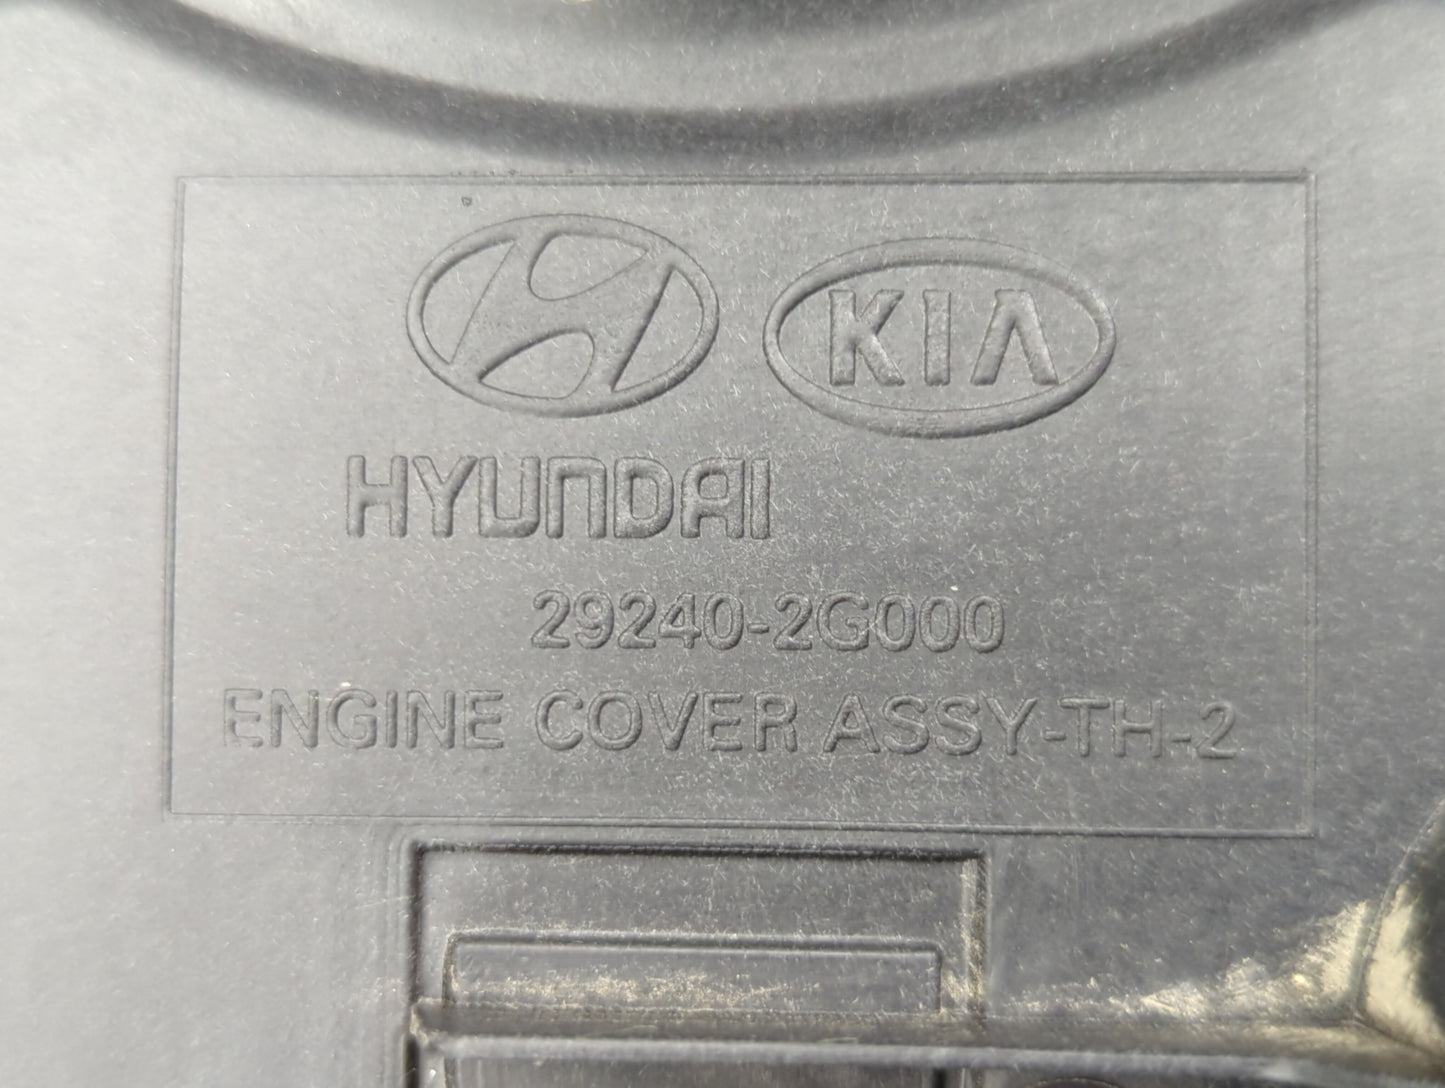 KIA
HYUNDAI
29240-2G000
ENGINE COVER ASSY-TH-2